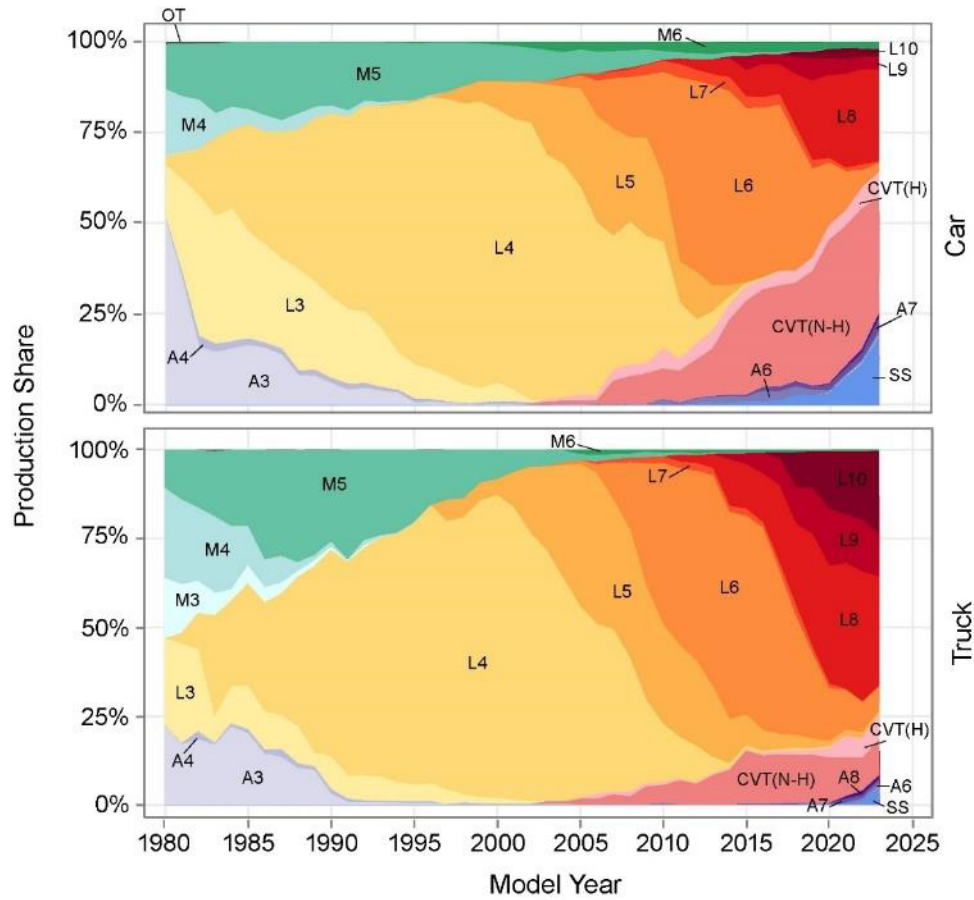 OT
100%
M6
L10
L9
M5
L7
75%
M4
L8
L5
L6
CVT(H)
50%
L4
L3
25%
CVT(N-H)
A7
A4
A3
A6
SS
0%
Car
Production Share
100%
M6
M5
L7
L10
75%
M4
L9
M3
L5
L6
50%
L8
L4
L3
25%
CVT(H)
A4
A3
CVT(N-H)
A8
A6
0%
A7
SS
Truck
1980 1985 1990 1995 2000 2005 2010 2015 2020 2025
Model Year